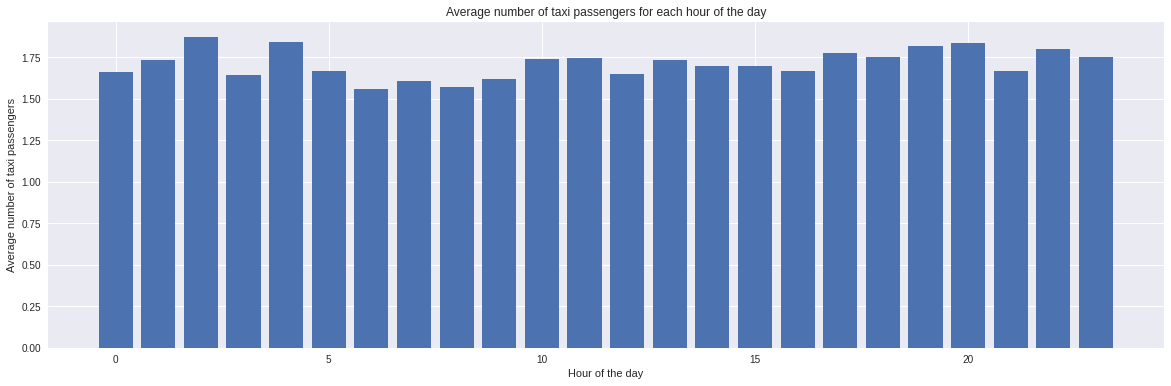 Average number of taxi passengers for each hour of the day
Average number of taxi passengers
1.75
1.50
1.25
1.00
0.75
0.50
0.25
0.00
0 5 10 15 20
Hour of the day